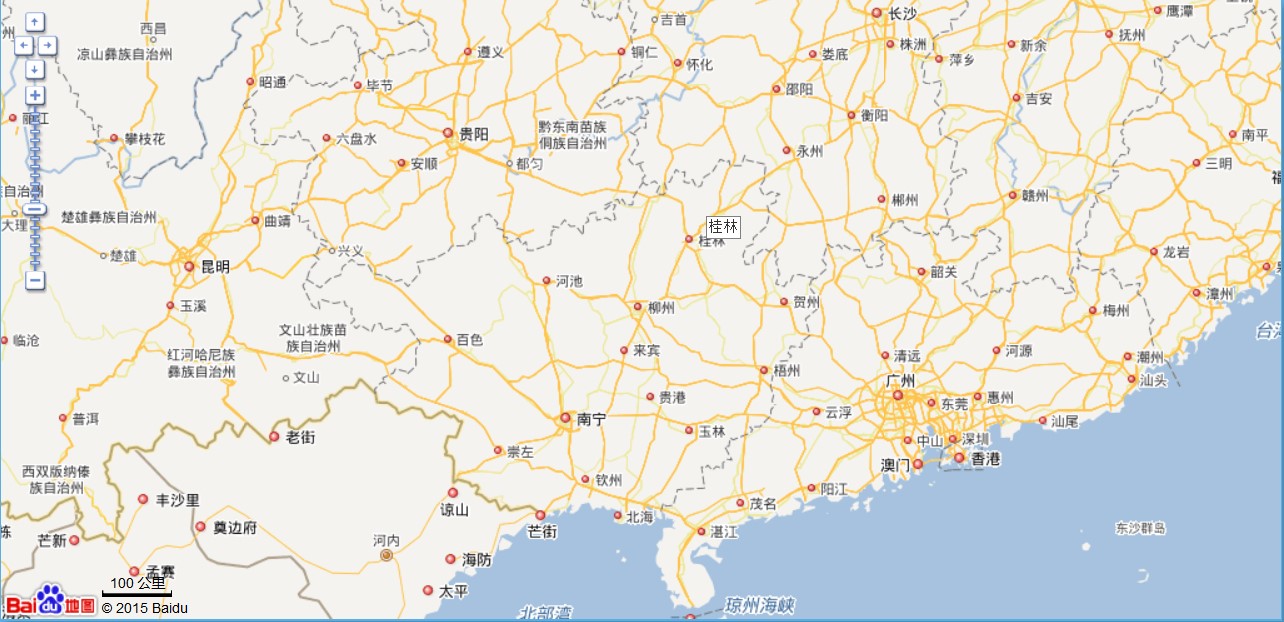 吉首
长沙
鹰潭
西昌
凉山彝族自治州
遵义
铜仁
怀化
娄底
株洲
萍乡
新余
抚州
昭通
毕节
邵阳
衡阳
吉安
丽江
攀枝花
六盘水
贵阳
黔东南苗族
侗族自治州
南平
安顺
都匀
永州
三明
自治州
郴州
赣州
福
大理
楚雄彝族自治州
曲靖
桂林
桂林
楚雄
昆明
兴义
韶关
龙岩
河池
玉溪
柳州
贺州
梅州
漳州
文山壮族苗
族自治州
台湾
临沧
百色
红河哈尼族
彝族自治州
来宾
清远
河源
潮州
文山
梧州
广州
汕头
贵港
东莞
惠州
普洱
南宁
云浮
汕尾
老街
玉林
中山
深圳
崇左
澳门
香港
西双版纳傣
族自治州
钦州
丰沙里
谅山
茂名
阳江
北海
奠边府
芒街
湛江
东沙群岛
栋
芒新
河内
海防
孟赛
100 公里
太平
Bai du 地图
© 2015 Baidu
北部湾
琼州海峡